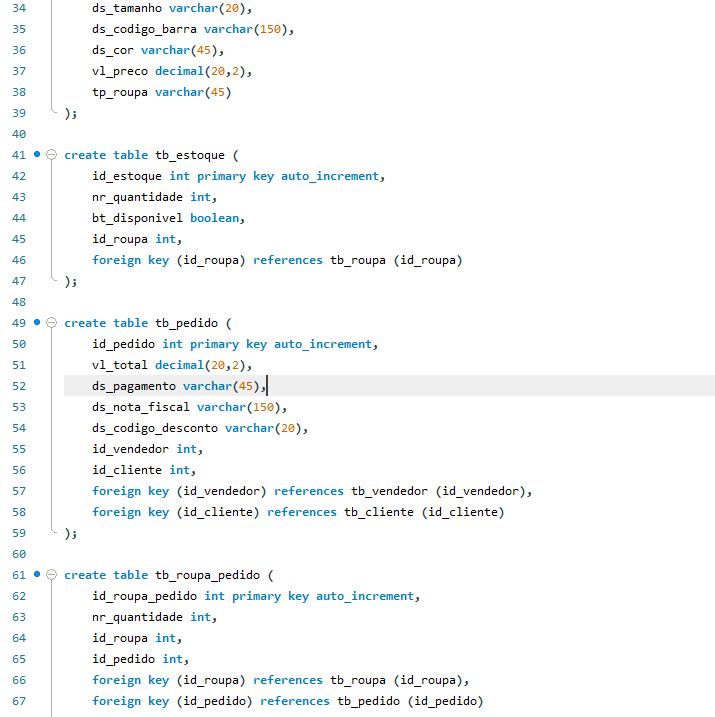 34 ds_tamanho varchar(20),
35 ds_codigo_barra varchar(150),
36 ds_cor varchar(45),
37 vl_preco decimal(20,2),
38 tp_roupa varchar(45)
39 );
40
41 create table tb_estoque (
42 id_estoque int primary key auto_increment,
43 nr_quantidade int,
44 bt_disponivel boolean,
45 id_roupa int,
46 foreign key (id_roupa) references tb_roupa (id_roupa)
47 );
48
49 create table tb_pedido (
50 id_pedido int primary key auto_increment,
51 vl_total decimal(20,2),
52 ds_pagamento varchar(45),
53 ds_nota_fiscal varchar(150),
54 ds_codigo_desconto varchar(20),
55 id_vendedor int,
56 id_cliente int,
57 foreign key (id_vendedor) references tb_vendedor (id_vendedor),
58 foreign key (id_cliente) references tb_cliente (id_cliente)
59 );
60
61 create table tb_roupa_pedido (
62 id_roupa_pedido int primary key auto_increment,
63 nr_quantidade int,
64 id_roupa int,
65 id_pedido int,
66 foreign key (id_roupa) references tb_roupa (id_roupa),
67 foreign key (id_pedido) references tb_pedido (id_pedido)